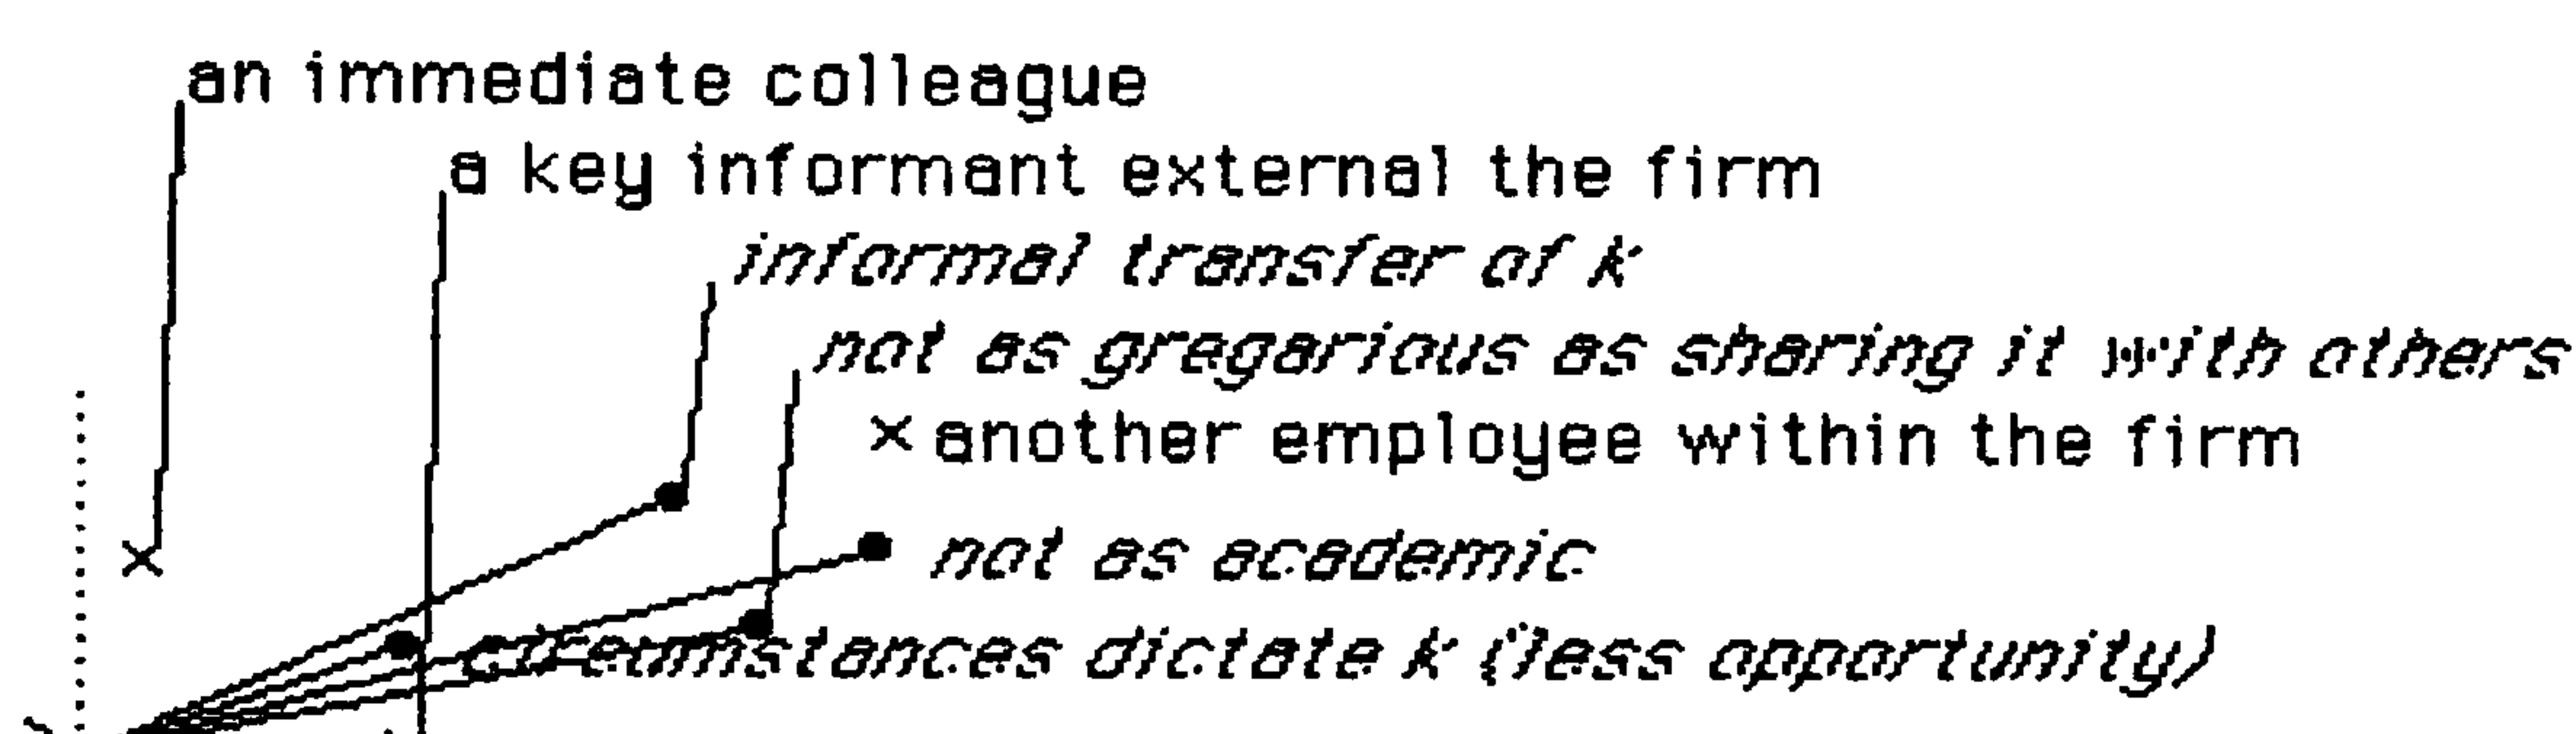 an immediate colleague
a key informant external the firm
informal transfer of k
not as gregarious as sharing it with others
another employee within the firm
not as academic
circumstances dictate k (less opportunity)